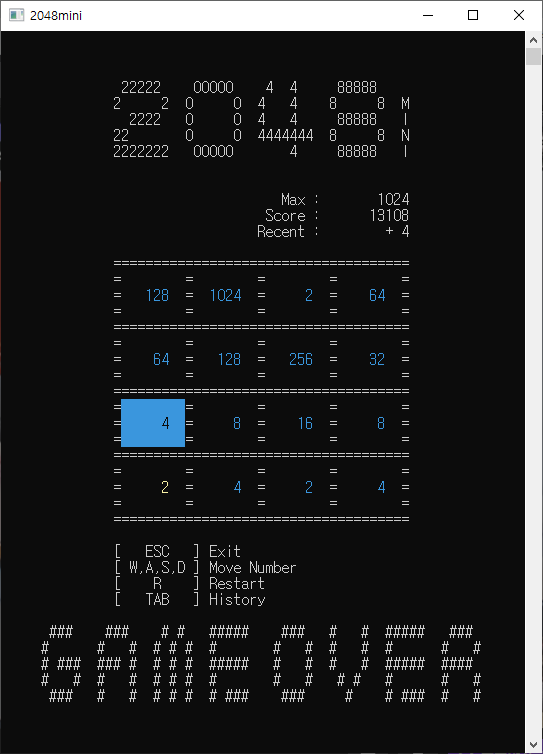 2048mini
22222 00000 4 4 88888
2 2 0 0 4 4 8 8 M
2222 0 0 4 4 88888 I
22 0 0 4444444 8 8 N
2222222 00000 4 88888 I
Max : 1024
Score : 13108
Recent : + 4
=====================================
= = = = =
= 128 = 1024 = 2 = 64 =
= = = = =
=====================================
= = = = =
= 64 = 128 = 256 = 32 =
= = = = =
=====================================
= = = = =
= 4 = 8 = 16 = 8 =
= = = = =
=====================================
= = = = =
= 2 = 4 = 2 = 4 =
= = = = =
=====================================
[ ESC ] Exit
[ W,A,S,D ] Move Number
[ R ] Restart
[ TAB ] History
GAME OVER